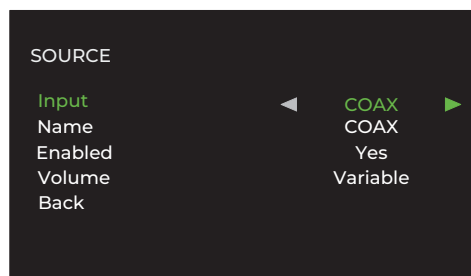 SOURCE
Input ◀ COAX ▶
Name COAX
Enabled Yes
Volume Variable
Back